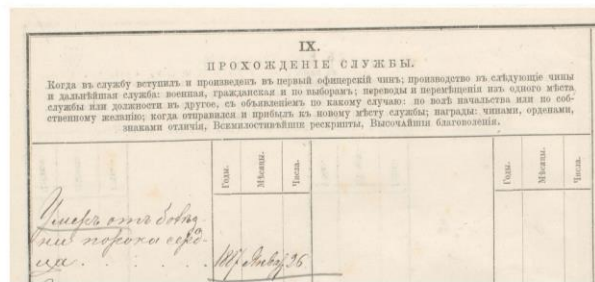 IX.
ПРОХОЖДЕНІЕ СЛУЖБЫ.
Когда въ службу вступилъ и произведенъ въ первый офицерскій чинъ; производство въ слѣдующіе чины
и дальнѣйшая служба: военная, гражданская и по выборамъ; переводы и перемѣщенія изъ одного мѣста
службы или должности въ другое, съ объявленіемъ по какому случаю: по волѣ начальства или по соб-
ственному желанію; когда отправился и прибылъ къ новому мѣсту службы; награды: чинами, орденами,
знаками отличія, Всемилостивѣйшіе рескрипты, Высочайшія благоволенія.
Годы. Мѣсяцы. Числа. Годы. Мѣсяцы. Числа.
Умеръ отъ болѣз-
ни порока серд-
ца . . . . . 1887 Январ. 26